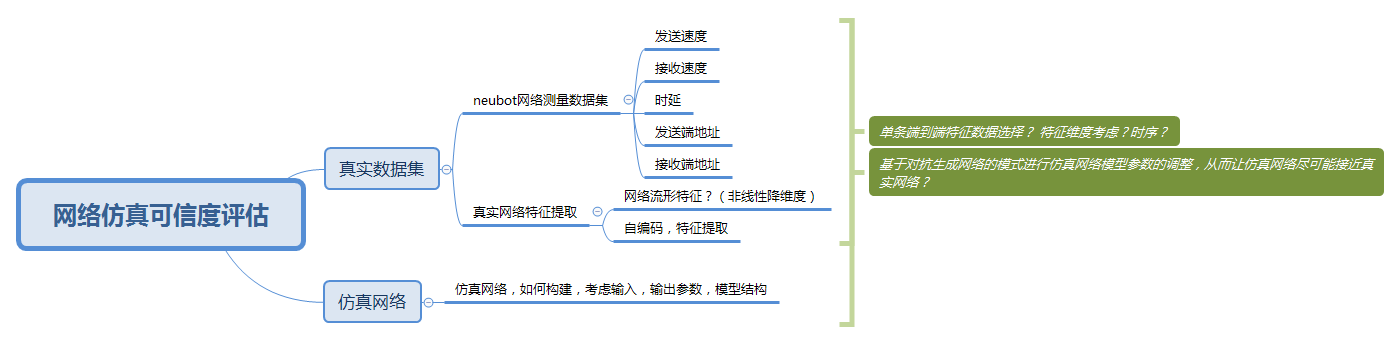 网络仿真可信度评估
真实数据集
neubot网络测量数据集
发送速度
接收速度
时延
发送端地址
接收端地址
真实网络特征提取
网络流形特征？（非线性降维度）
自编码，特征提取
仿真网络
仿真网络，如何构建，考虑输入，输出参数，模型结构
单条端到端特征数据选择？ 特征维度考虑？时序？
基于对抗生成网络的模式进行仿真网络模型参数的调整，从而让仿真网络尽可能接近真
实网络？